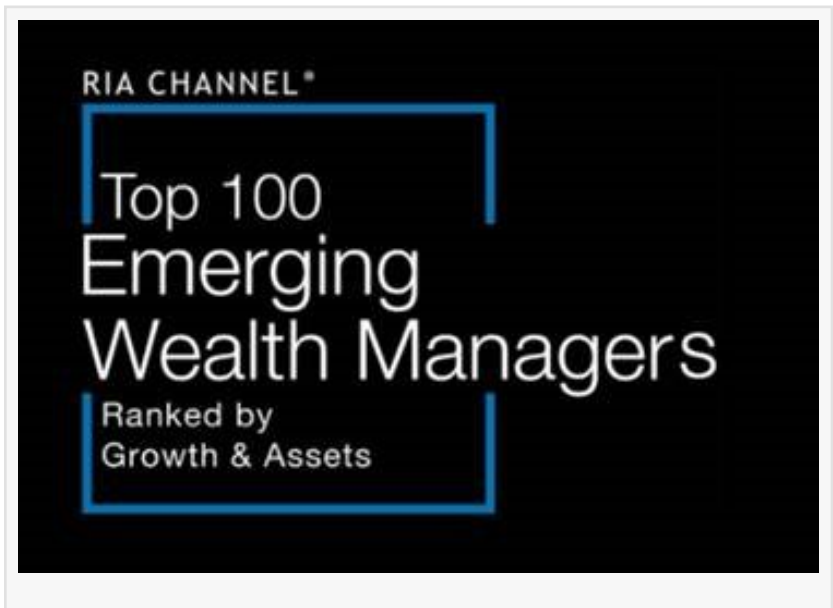 RIA CHANNEL®
Top 100
Emerging
Wealth Managers
Ranked by
Growth & Assets